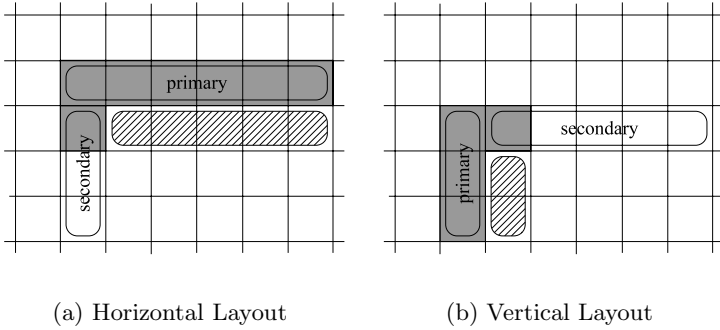 primary
secondary
secondary
primary
(a) Horizontal Layout
(b) Vertical Layout